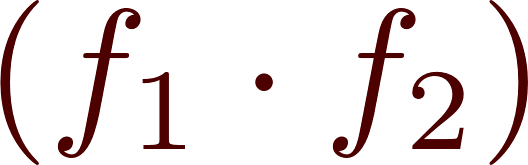 (f₁ · f₂)